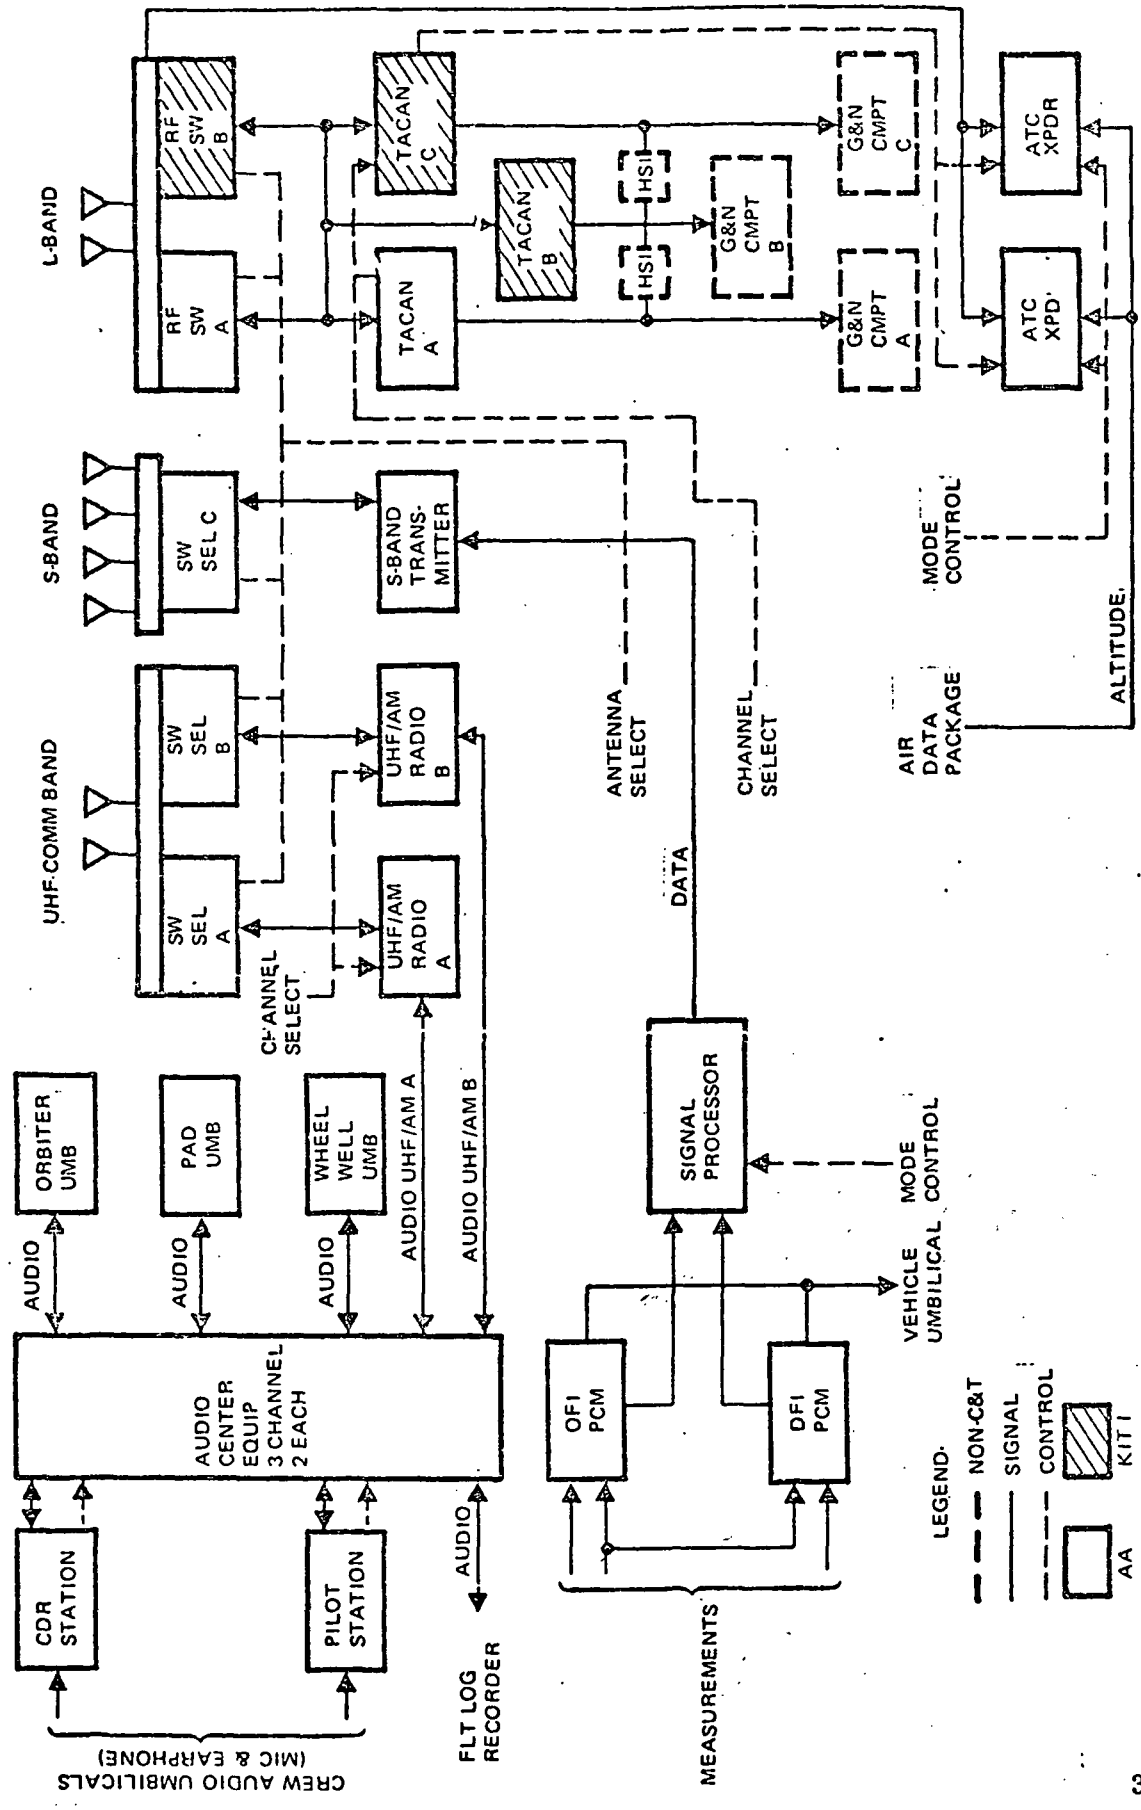 UHF-COMM BAND
S-BAND
L-BAND
ORBITER
UMB
PAD
UMB
WHEEL
WELL
UMB
SW
SEL
A
SW
SEL
B
SW
SEL C
RF
SW
A
RF
SW
B
CREW AUDIO UMBILICALS
(MIC & EARPHONE)
CDR
STATION
PILOT
STATION
AUDIO
CENTER
EQUIP
3 CHANNEL
2 EACH
AUDIO
AUDIO
AUDIO
AUDIO UHF/AM A
AUDIO UHF/AM B
CHANNEL
SELECT
UHF/AM
RADIO
A
UHF/AM
RADIO
B
S-BAND
TRANS-
MITTER
TACAN
A
TACAN
B
TACAN
C
HSI
HSI
G&N
CMPT
A
G&N
CMPT
B
G&N
CMPT
C
FLT LOG
RECORDER
AUDIO
MEASUREMENTS
OFI
PCM
DFI
PCM
SIGNAL
PROCESSOR
DATA
ANTENNA
SELECT
CHANNEL
SELECT
VEHICLE
UMBILICAL
MODE
CONTROL
AIR
DATA
PACKAGE
MODE
CONTROL
ALTITUDE
ATC
XPD
ATC
XPDR
LEGEND
NON-C&T
SIGNAL
CONTROL
AA
KIT I
3